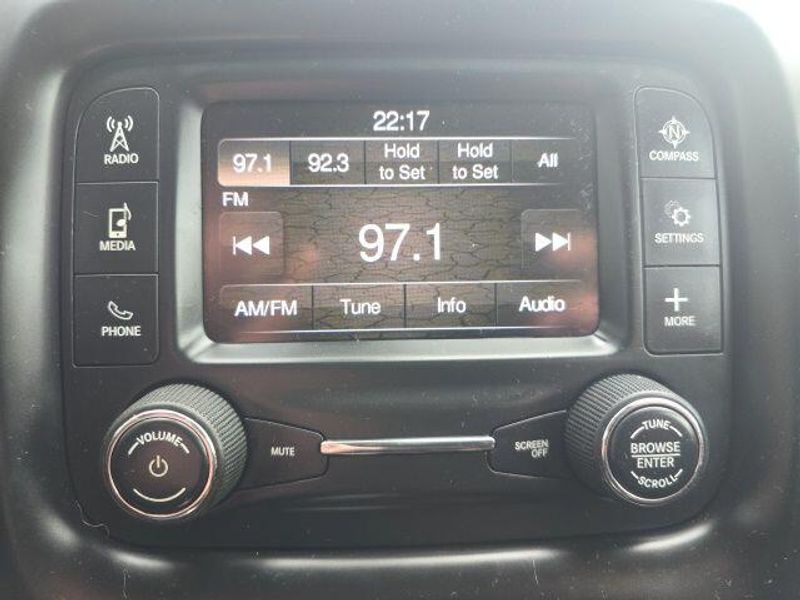 22:17
97.1 92.3 Hold to Set Hold to Set All
FM
97.1
AM/FM Tune Info Audio
RADIO
MEDIA
PHONE
N
COMPASS
SETTINGS
MORE
VOLUME
MUTE
SCREEN
OFF
TUNE
BROWSE
ENTER
SCROLL